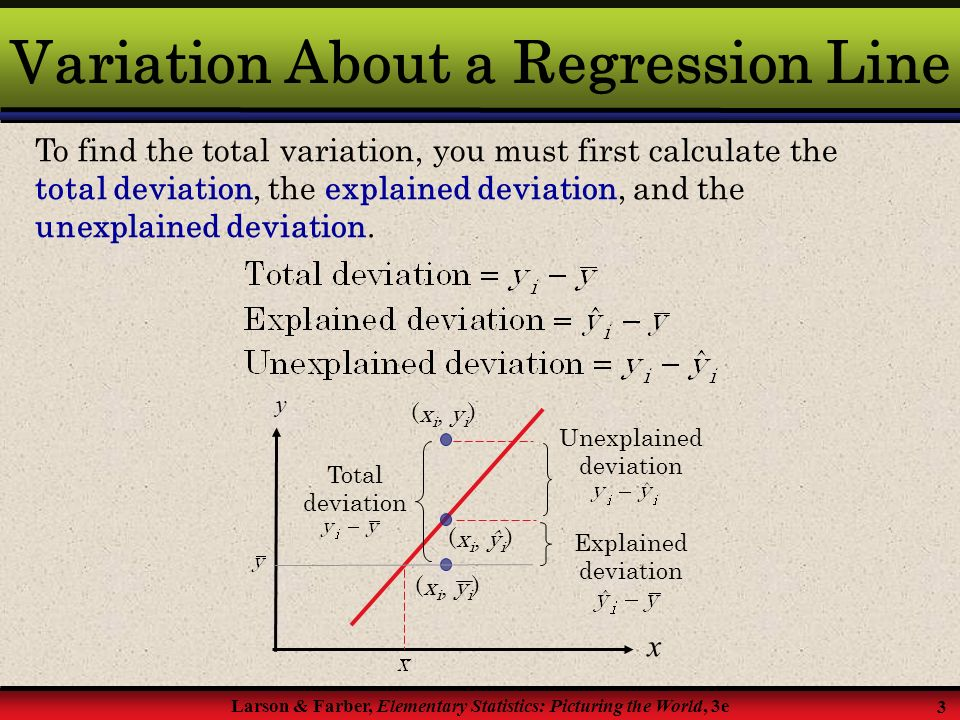 Variation About a Regression Line
To find the total variation, you must first calculate the
total deviation, the explained deviation, and the
unexplained deviation.
Total deviation = yᵢ − y̅
Explained deviation = ŷᵢ − y̅
Unexplained deviation = yᵢ − ŷᵢ
y
(xᵢ, yᵢ)
Unexplained
deviation
yᵢ − ŷᵢ
Total
deviation
yᵢ − y̅
(xᵢ, ŷᵢ)
Explained
deviation
ŷᵢ − y̅
y̅
(xᵢ, y̅ᵢ)
x
x̅
Larson & Farber, Elementary Statistics: Picturing the World, 3e
3